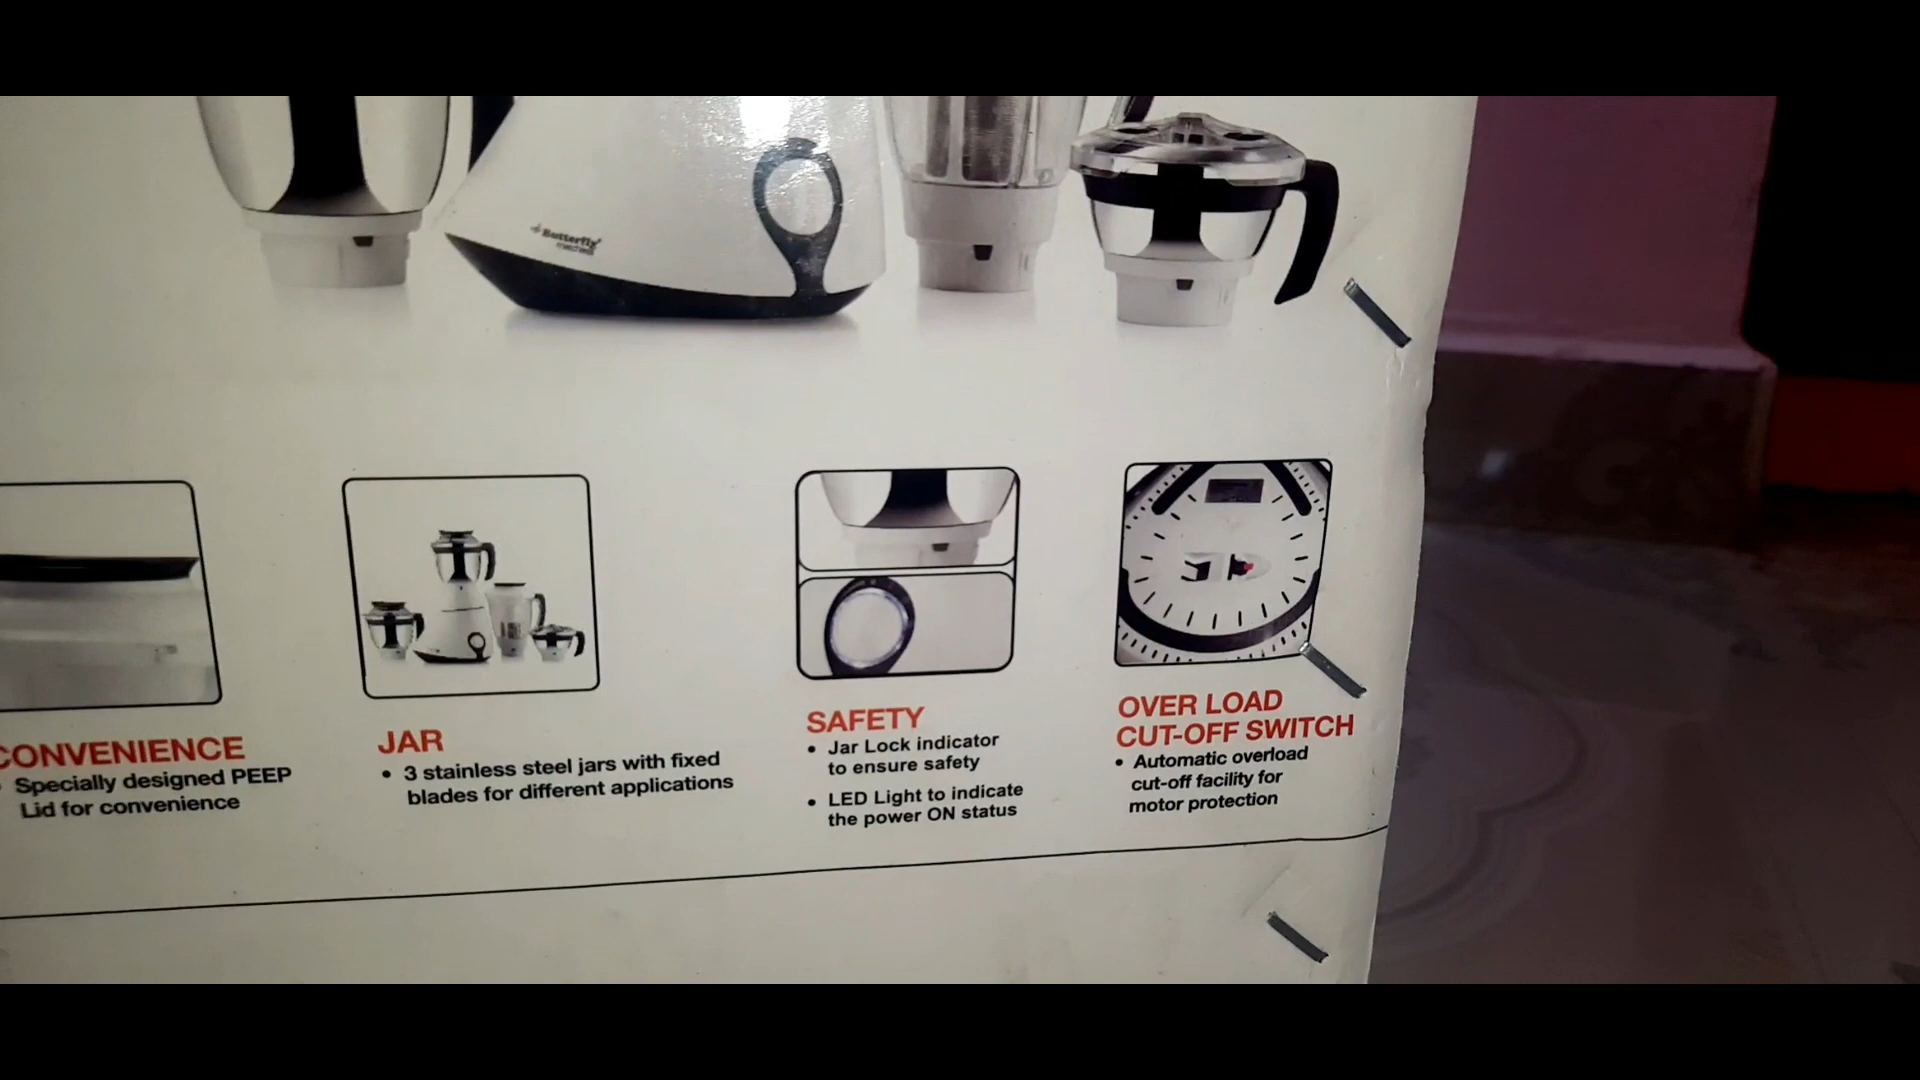 Butterfly
CONVENIENCE
Specially designed PEEP
Lid for convenience
JAR
• 3 stainless steel jars with fixed
blades for different applications
SAFETY
• Jar Lock indicator
to ensure safety
• LED Light to indicate
the power ON status
OVER LOAD
CUT-OFF SWITCH
• Automatic overload
cut-off facility for
motor protection